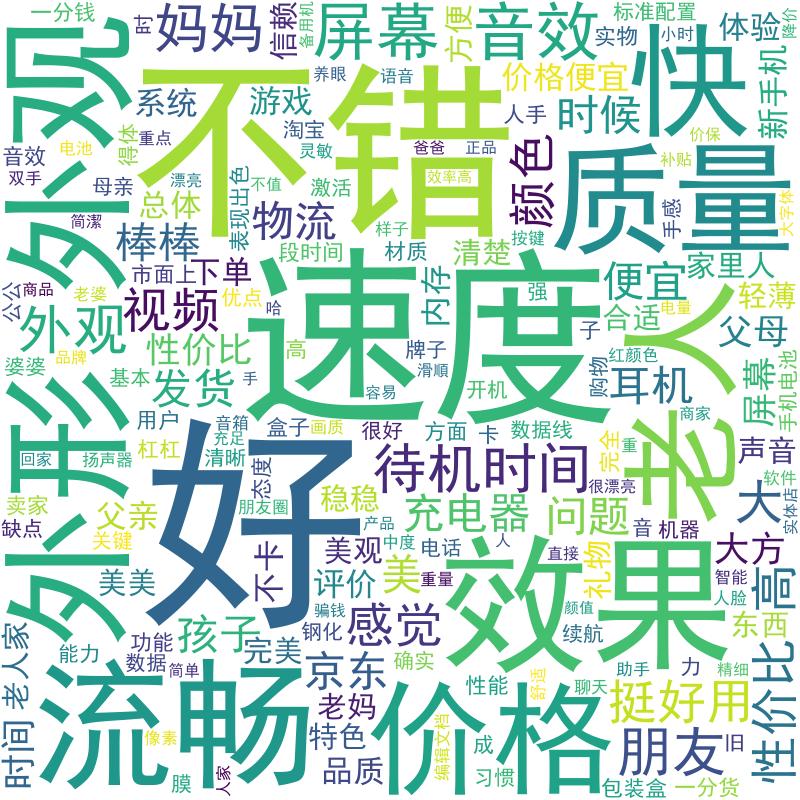 一分钱
时
妈妈
信赖
备用机
屏幕
方便
音效
标准配置
实物
小时
体验
降价
外观
不错
快
新手机
系统
养眼
语音
游戏
淘宝
灵敏
价格便宜
人手
时候
音效
电池
得体
重点
双手
母亲
漂亮
不值
激活
爸爸
正品
效率高
颜色
质量
价保
补贴
手感
大字体
简潔
总体
表现出色
物流
样子
按键
棒棒
段时间
材质
清楚
公公
商品
老婆
市面上
下单
优点
哈
内存
速度
强
便宜
家里人
轻薄
电量
外观
视频
高
牌子
子
合适
父母
婆婆
品牌
性价比
滑顺
红颜色
购物
基本
手
发货
容易
开机
耳机
老人
屏幕
手机电池
外形
用户
音箱
盒子
画质
很好
方面
卡
数据线
商家
回家
扬声器
杠杠
充足
清晰
态度
好
待机时间
完全
重
声音
软件
很漂亮
卖家
父亲
朋友圈
稳稳
充电器
问题
大
实体店
缺点
关键
产品
音
机器
不卡
美观
中度
电话
人
效果
直接
礼物
大方
美美
评价
美
重量
智能
高
人脸
骗钱
颜值
老人家
功能
孩子
完美
钢化
感觉
续航
东西
能力
数据
简单
京东
确实
舒适
助手
力
精细
性价比
时间
流畅
老妈
价格
性能
聊天
挺好用
像素
特色
编辑文档
成
朋友
旧
膜
人家
品质
习惯
包装盒
一分货